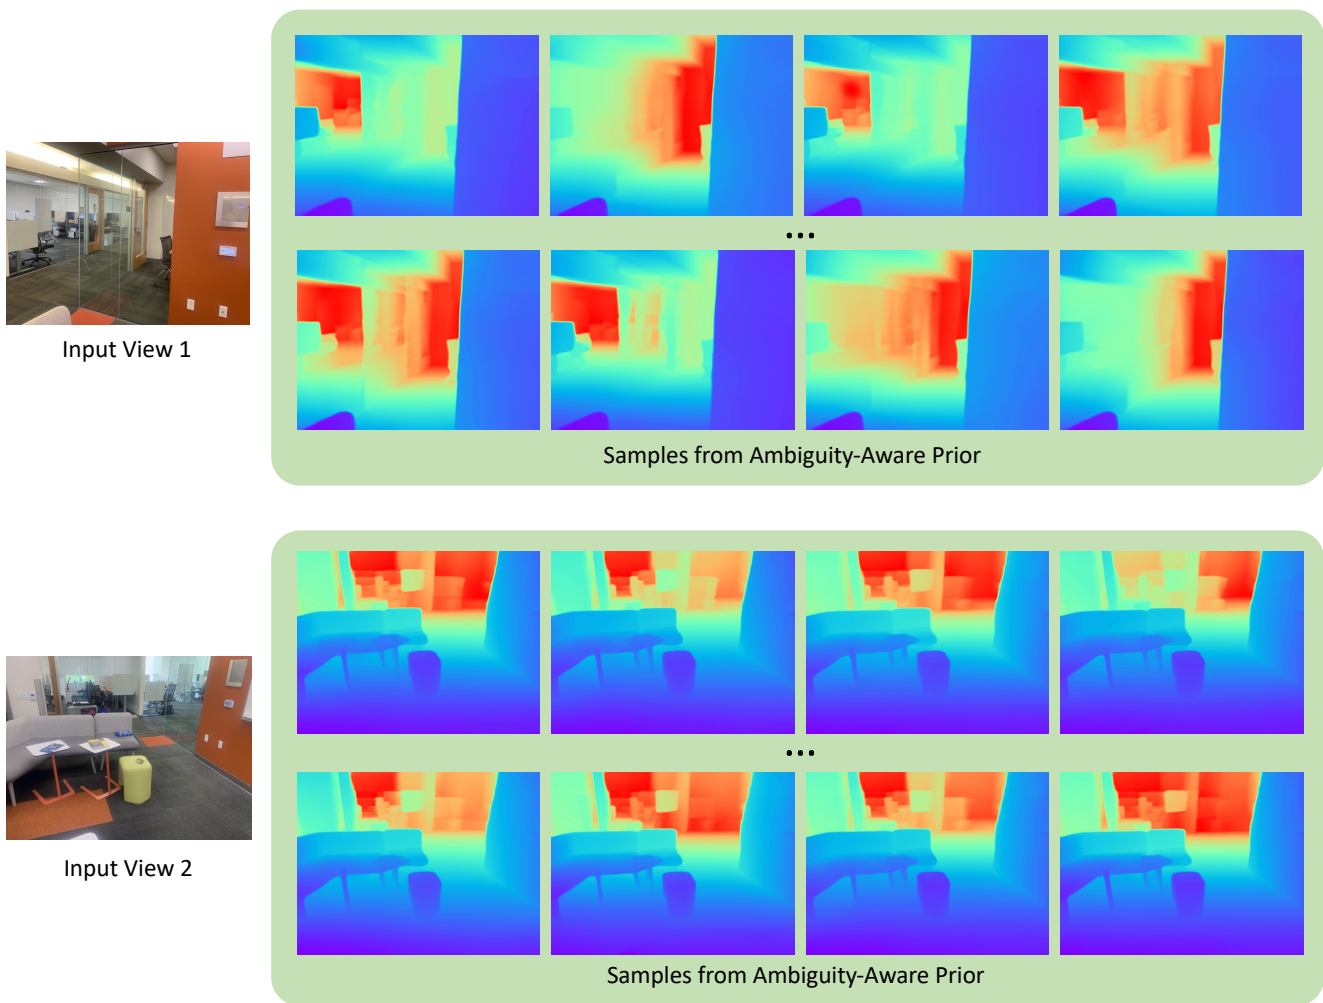 ...
Input View 1
Samples from Ambiguity-Aware Prior
...
Input View 2
Samples from Ambiguity-Aware Prior